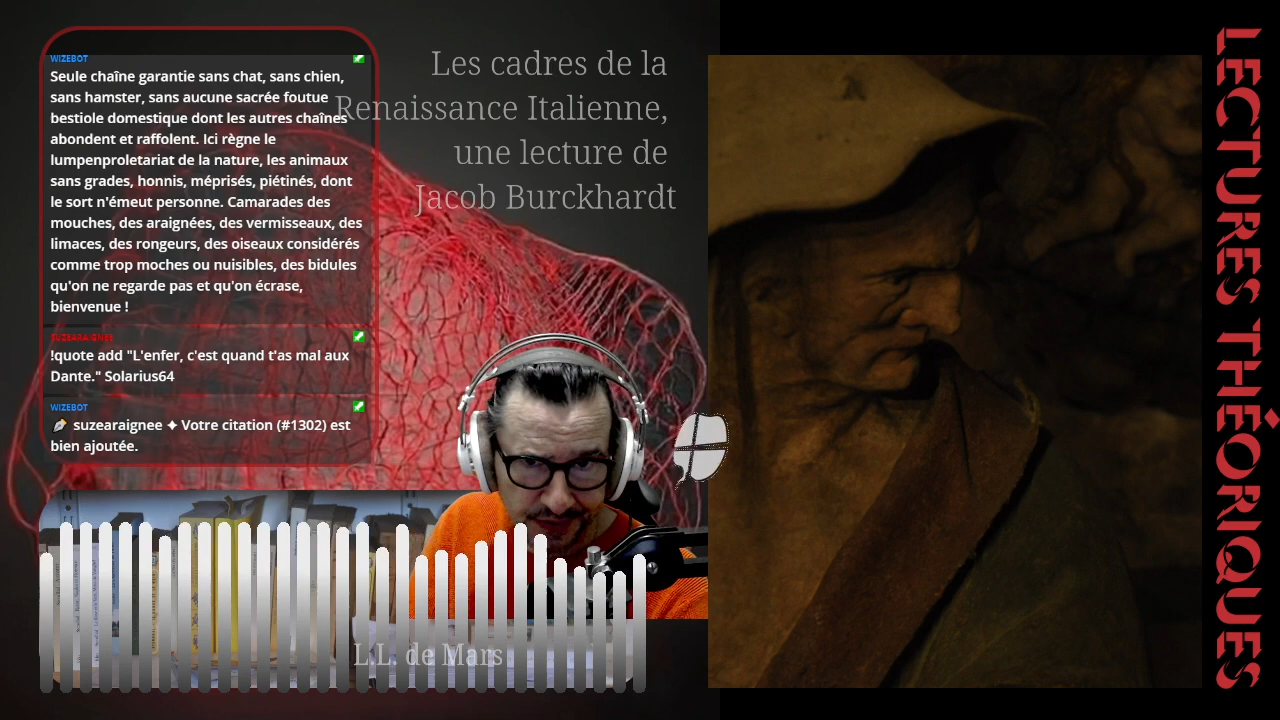 WIZEBOT
Seule chaîne garantie sans chat, sans chien,
sans hamster, sans aucune sacrée foutue
bestiole domestique dont les autres chaînes
abondent et raffolent. Ici règne le
lumpenproletariat de la nature, les animaux
sans grades, honnis, méprisés, piétinés, dont
le sort n'émeut personne. Camarades des
mouches, des araignées, des vermisseaux, des
limaces, des rongeurs, des oiseaux considérés
comme trop moches ou nuisibles, des bidules
qu'on ne regarde pas et qu'on écrase,
bienvenue !
SUZEARAIGNEE
!quote add "L'enfer, c'est quand t'as mal aux
Dante." Solarius64
WIZEBOT
suzearaignee ✦ Votre citation (#1302) est
bien ajoutée.
Les cadres de la
Renaissance Italienne,
une lecture de
Jacob Burckhardt
L.L. de Mars
LECTURES THÉORIQUES